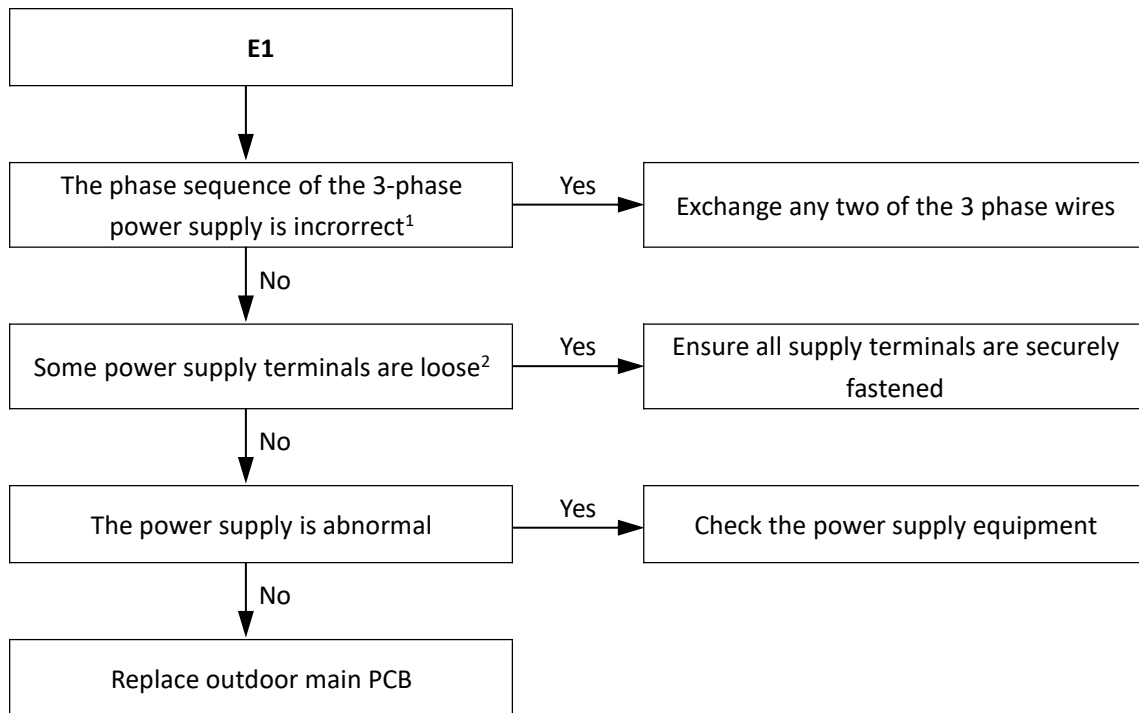 E1
The phase sequence of the 3-phase
power supply is incrorrect¹
Yes
Exchange any two of the 3 phase wires
No
Some power supply terminals are loose²
Yes
Ensure all supply terminals are securely
fastened
No
The power supply is abnormal
Yes
Check the power supply equipment
No
Replace outdoor main PCB